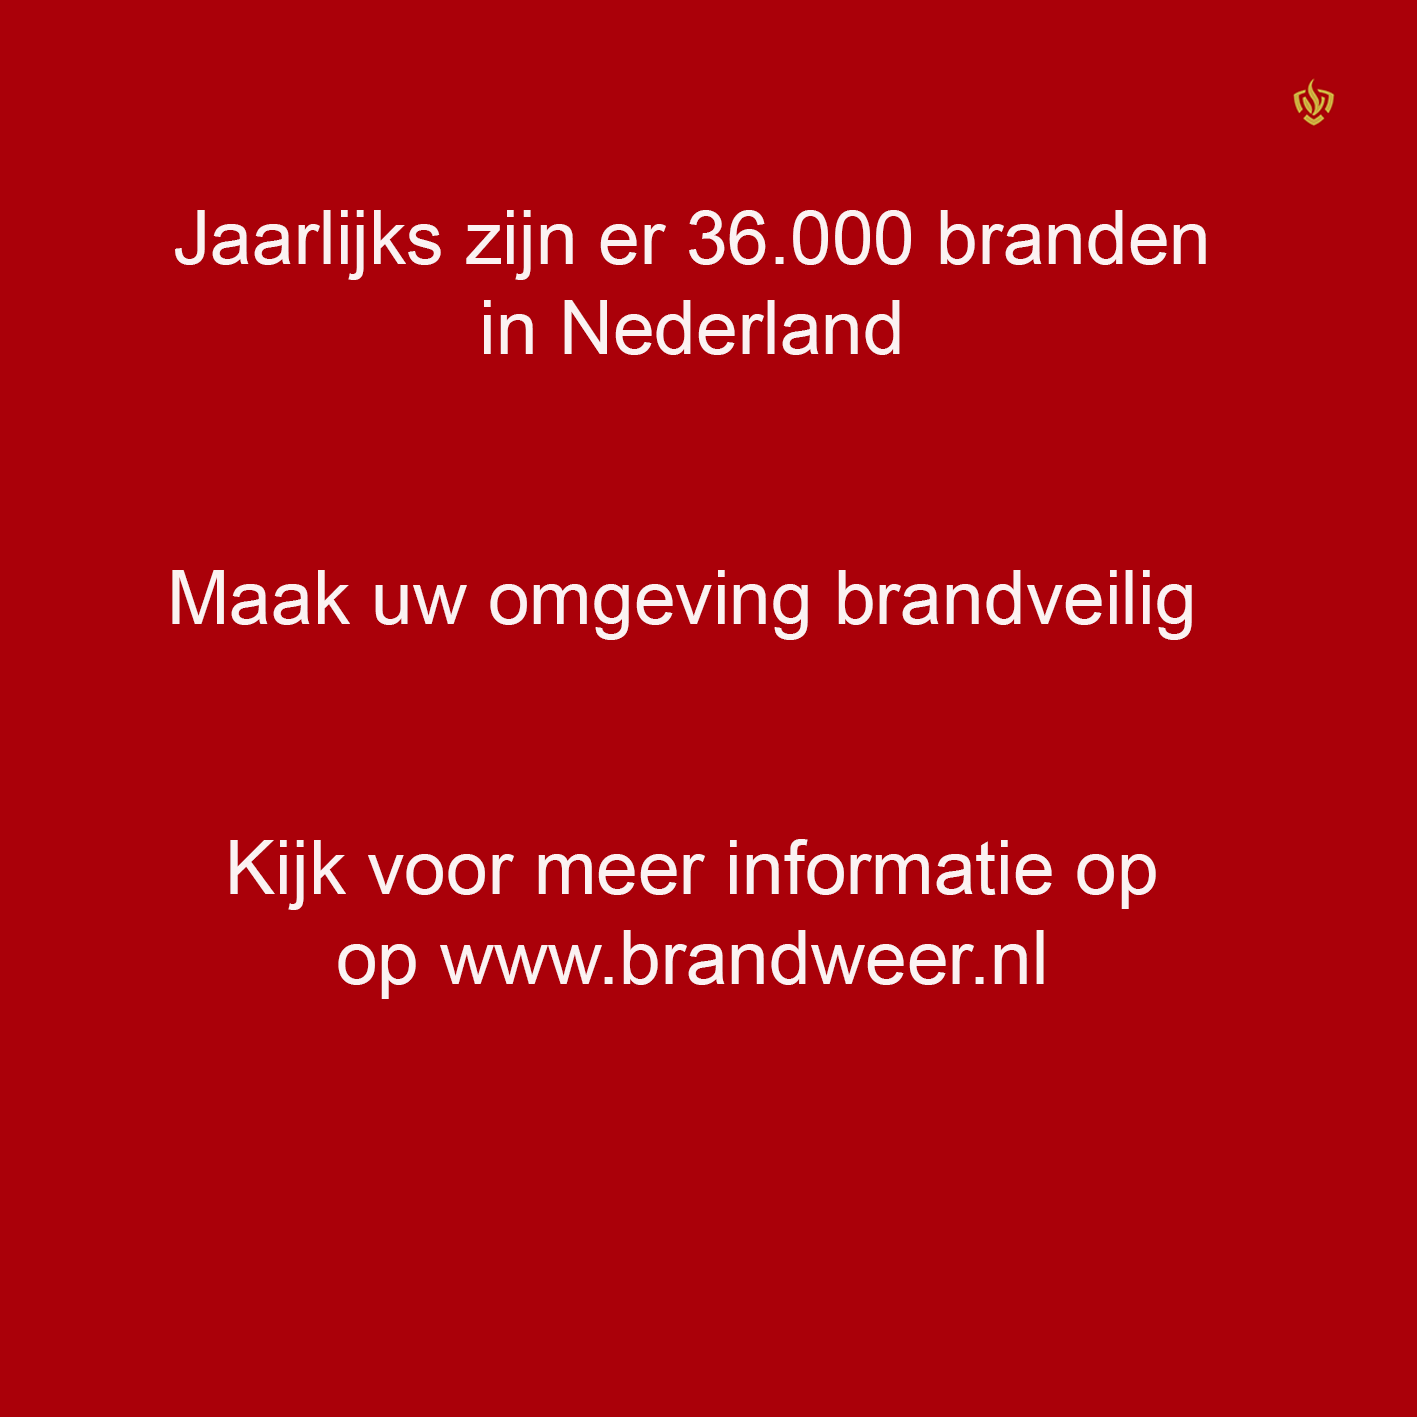 Jaarlijks zijn er 36.000 branden
in Nederland
Maak uw omgeving brandveilig
Kijk voor meer informatie op
op www.brandweer.nl